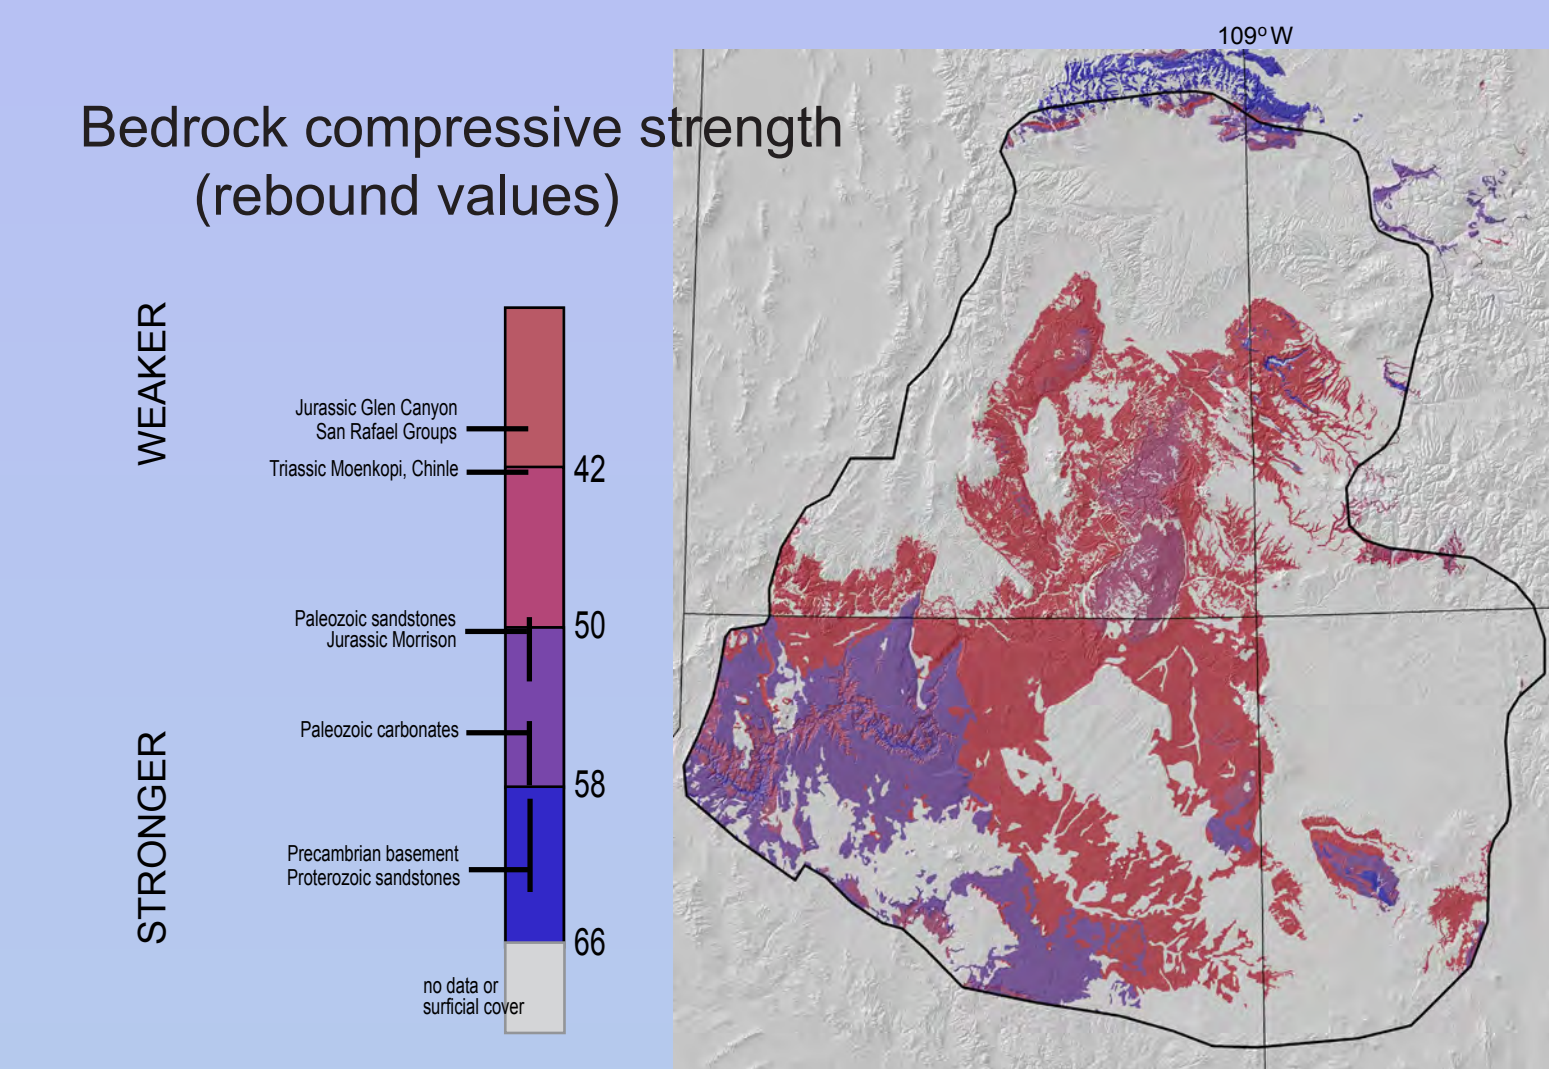 109º W
Bedrock compressive strength
(rebound values)
WEAKER
Jurassic Glen Canyon
San Rafael Groups
Triassic Moenkopi, Chinle
42
Paleozoic sandstones
Jurassic Morrison
50
Paleozoic carbonates
58
STRONGER
Precambrian basement
Proterozoic sandstones
66
no data or
surficial cover